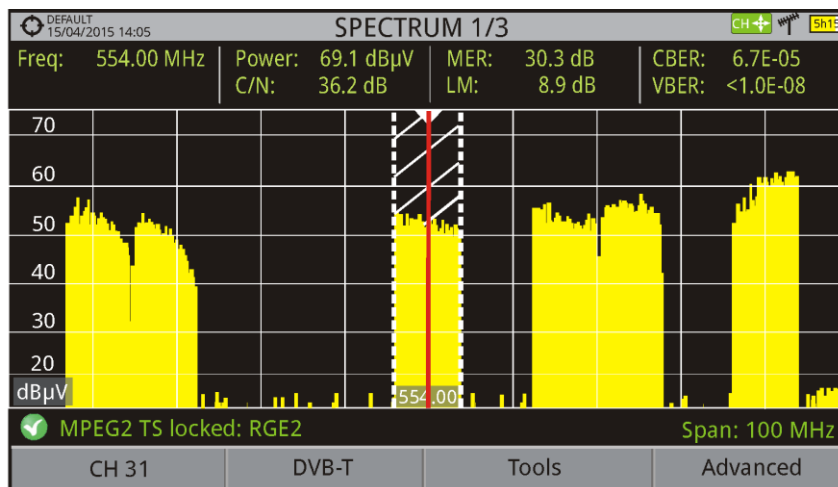 DEFAULT
15/04/2015 14:05
SPECTRUM 1/3
CH
5h15
Freq: 554.00 MHz
Power: 69.1 dBµV
MER: 30.3 dB
CBER: 6.7E-05
C/N: 36.2 dB
LM: 8.9 dB
VBER: <1.0E-08
70
60
50
40
30
20
dBµV
554.00
MPEG2 TS locked: RGE2
Span: 100 MHz
CH 31
DVB-T
Tools
Advanced